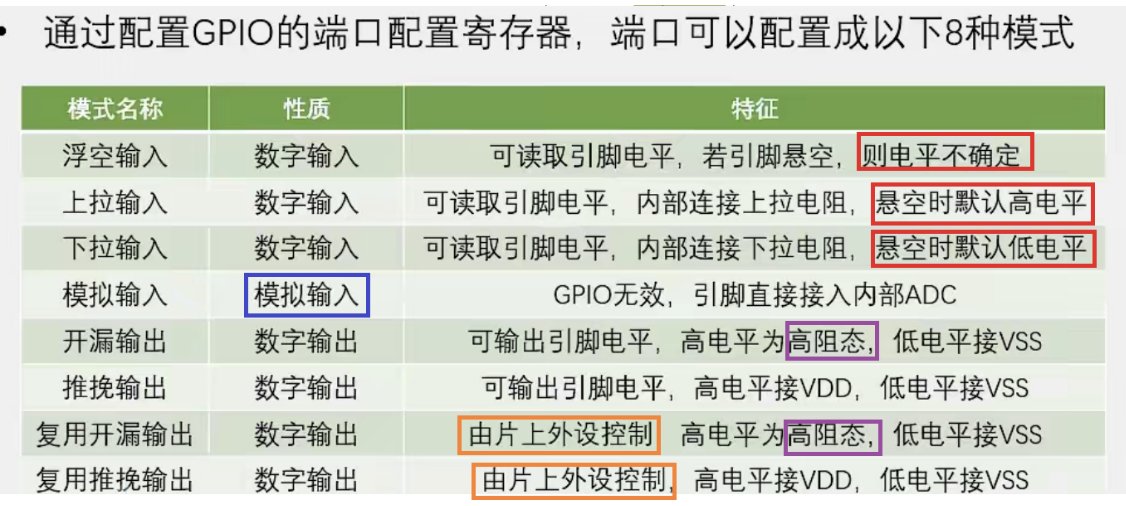 • 通过配置GPIO的端口配置寄存器，端口可以配置成以下8种模式
模式名称 性质 特征
浮空输入 数字输入 可读取引脚电平，若引脚悬空，则电平不确定
上拉输入 数字输入 可读取引脚电平，内部连接上拉电阻，悬空时默认高电平
下拉输入 数字输入 可读取引脚电平，内部连接下拉电阻，悬空时默认低电平
模拟输入 模拟输入 GPIO无效，引脚直接接入内部ADC
开漏输出 数字输出 可输出引脚电平，高电平为高阻态，低电平接VSS
推挽输出 数字输出 可输出引脚电平，高电平接VDD，低电平接VSS
复用开漏输出 数字输出 由片上外设控制，高电平为高阻态，低电平接VSS
复用推挽输出 数字输出 由片上外设控制，高电平接VDD，低电平接VSS